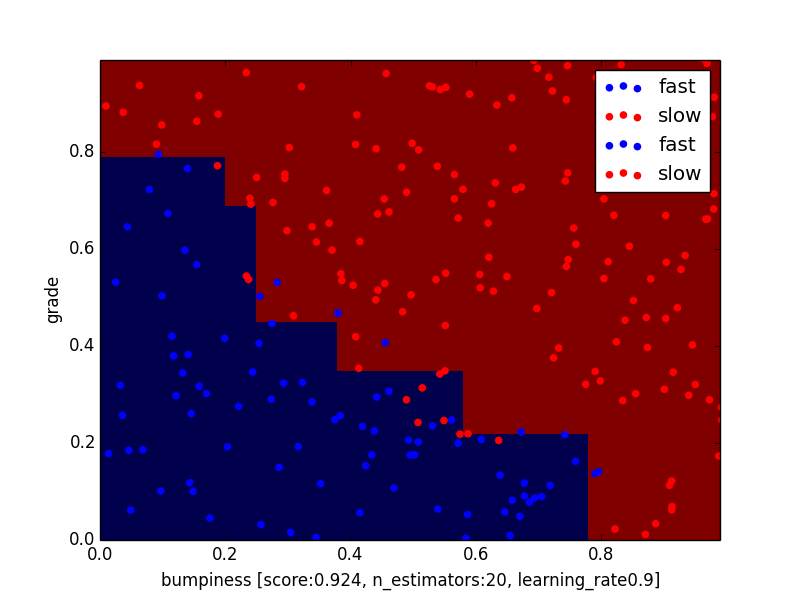 fast
slow
fast
slow
0.8
0.6
0.4
0.2
0.0
grade
0.0 0.2 0.4 0.6 0.8
bumpiness [score:0.924, n_estimators:20, learning_rate0.9]